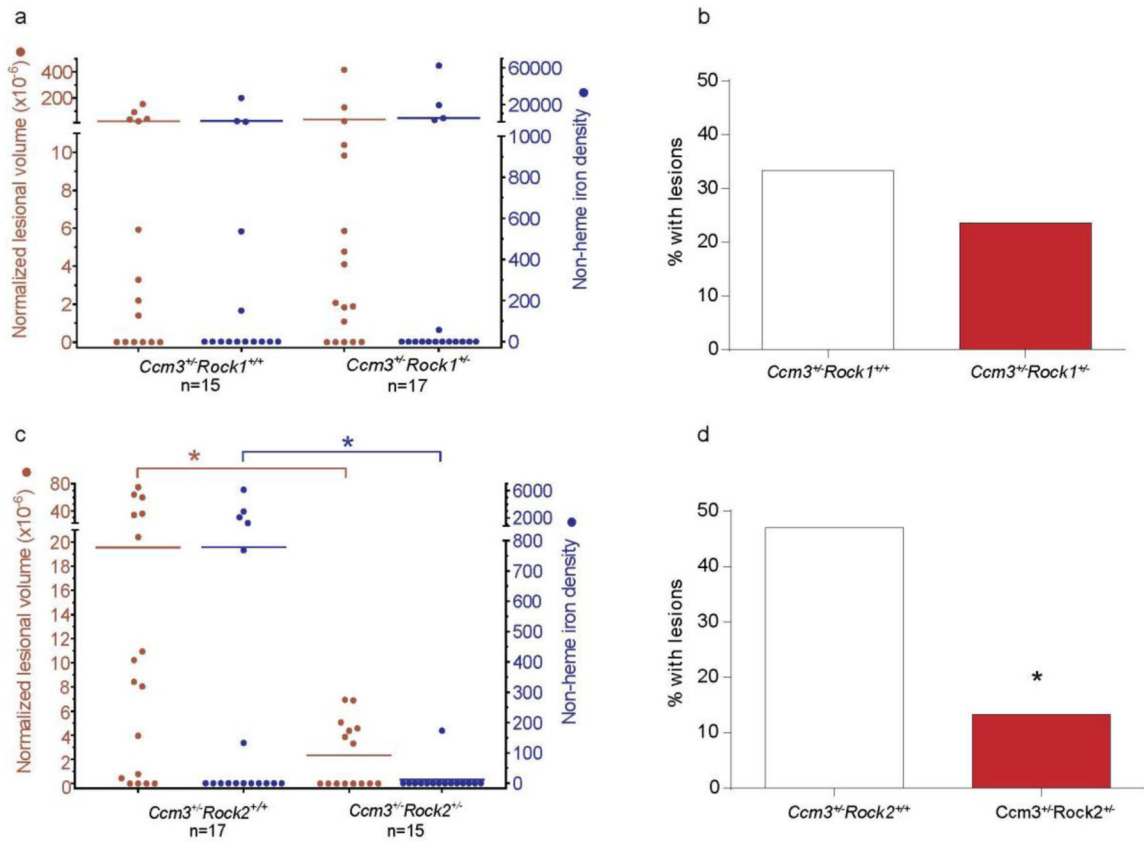 a
Normalized lesional volume (x10⁻⁶)
400
200
10
8
6
4
2
0
60000
20000
1000
800
600
400
200
0
Non-heme iron density
Ccm3⁺/⁻Rock1⁺/⁺
n=15
Ccm3⁺/⁻Rock1⁺/⁻
n=17
b
% with lesions
50
40
30
20
10
0
Ccm3⁺/⁻Rock1⁺/⁺
Ccm3⁺/⁻Rock1⁺/⁻
c
*
*
Normalized lesional volume (x10⁻⁶)
80
40
20
18
16
14
12
10
8
6
4
2
0
6000
2000
800
700
600
500
400
300
200
100
0
Non-heme iron density
Ccm3⁺/⁻Rock2⁺/⁺
n=17
Ccm3⁺/⁻Rock2⁺/⁻
n=15
d
% with lesions
50
40
30
20
10
0
*
Ccm3⁺/⁻Rock2⁺/⁺
Ccm3⁺/⁻Rock2⁺/⁻